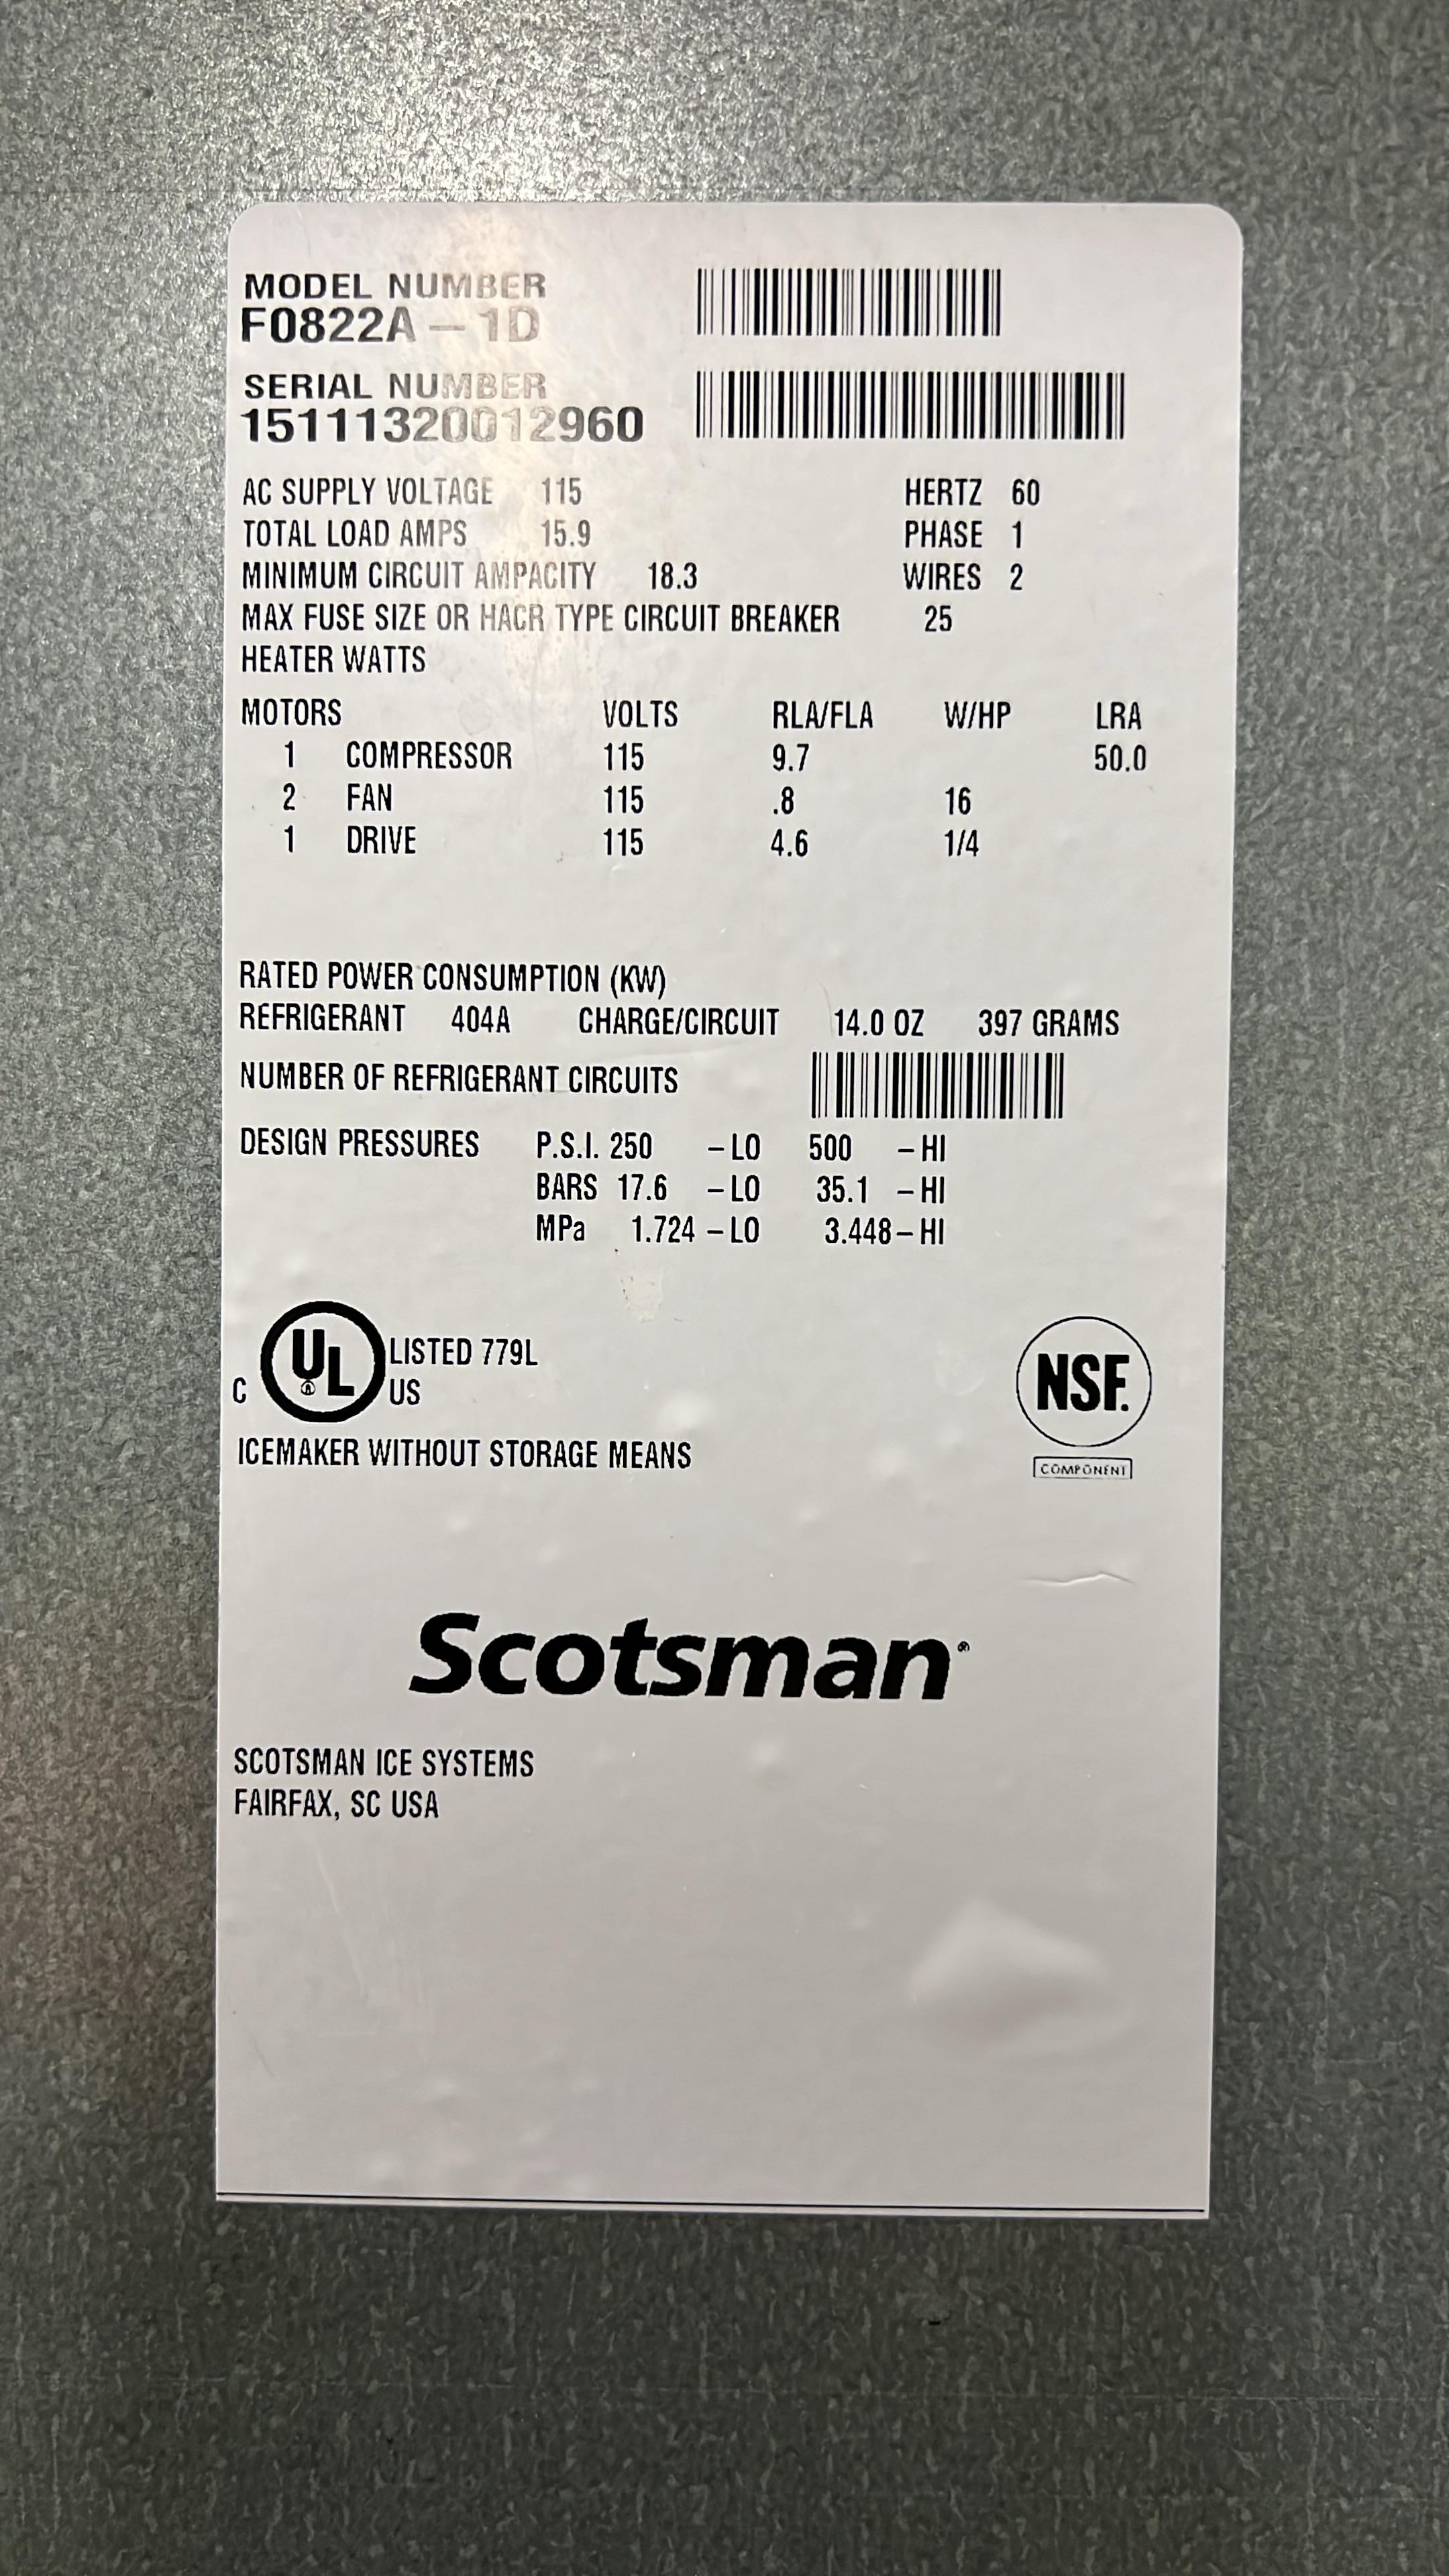 MODEL NUMBER
F0822A – 1D
SERIAL NUMBER
15111320012960
AC SUPPLY VOLTAGE 115 HERTZ 60
TOTAL LOAD AMPS 15.9 PHASE 1
MINIMUM CIRCUIT AMPACITY 18.3 WIRES 2
MAX FUSE SIZE OR HACR TYPE CIRCUIT BREAKER 25
HEATER WATTS
MOTORS VOLTS RLA/FLA W/HP LRA
1 COMPRESSOR 115 9.7 50.0
2 FAN 115 .8 16
1 DRIVE 115 4.6 1/4
RATED POWER CONSUMPTION (KW)
REFRIGERANT 404A CHARGE/CIRCUIT 14.0 OZ 397 GRAMS
NUMBER OF REFRIGERANT CIRCUITS
DESIGN PRESSURES P.S.I. 250 – LO 500 – HI
BARS 17.6 – LO 35.1 – HI
MPa 1.724 – LO 3.448 – HI
C UL LISTED 779L
US
NSF.
COMPONENT
ICEMAKER WITHOUT STORAGE MEANS
Scotsman®
SCOTSMAN ICE SYSTEMS
FAIRFAX, SC USA